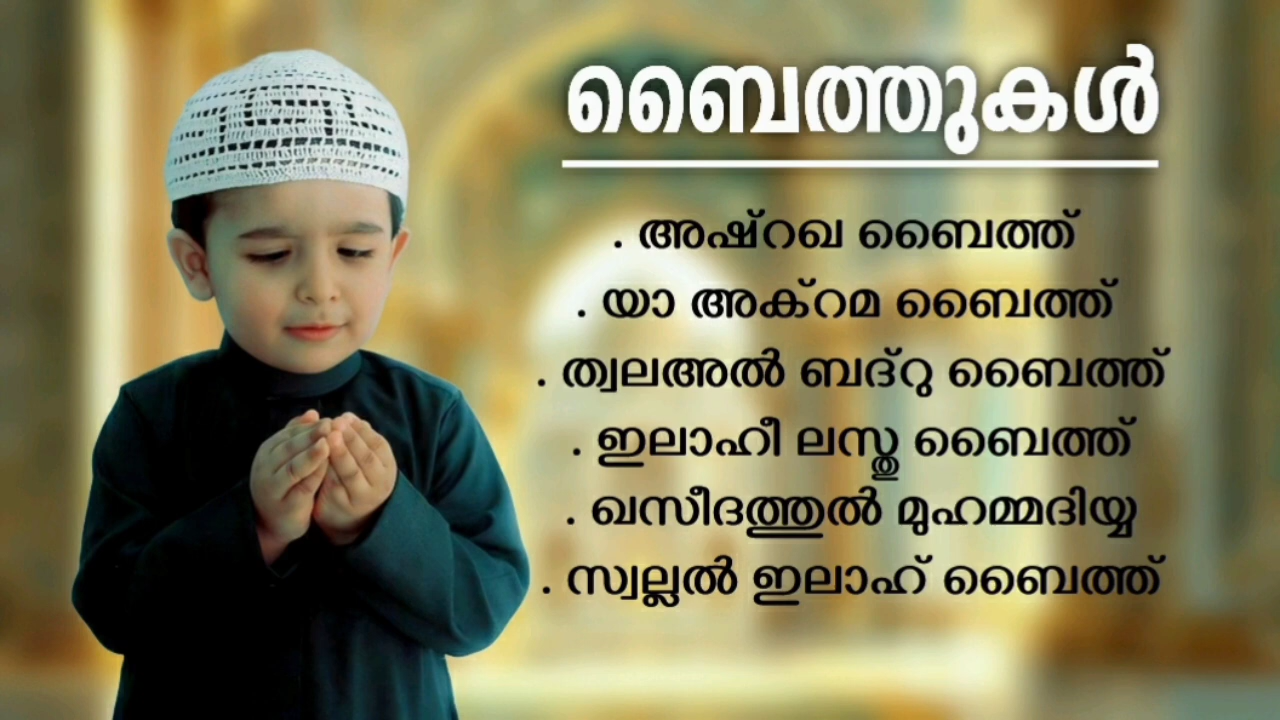 ബൈത്തുകൾ
. അഷ്റഖ ബൈത്ത്
. യാ അക്റമ ബൈത്ത്
. ത്വലഅൽ ബദ്റു ബൈത്ത്
. ഇലാഹീ ലസ്തു ബൈത്ത്
. ഖസീദത്തുൽ മുഹമ്മദിയ്യ
. സ്വല്ലൽ ഇലാഹ് ബൈത്ത്